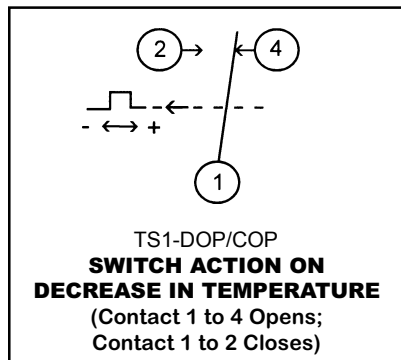 2 4
- +
1
TS1-DOP/COP
SWITCH ACTION ON
DECREASE IN TEMPERATURE
(Contact 1 to 4 Opens;
Contact 1 to 2 Closes)